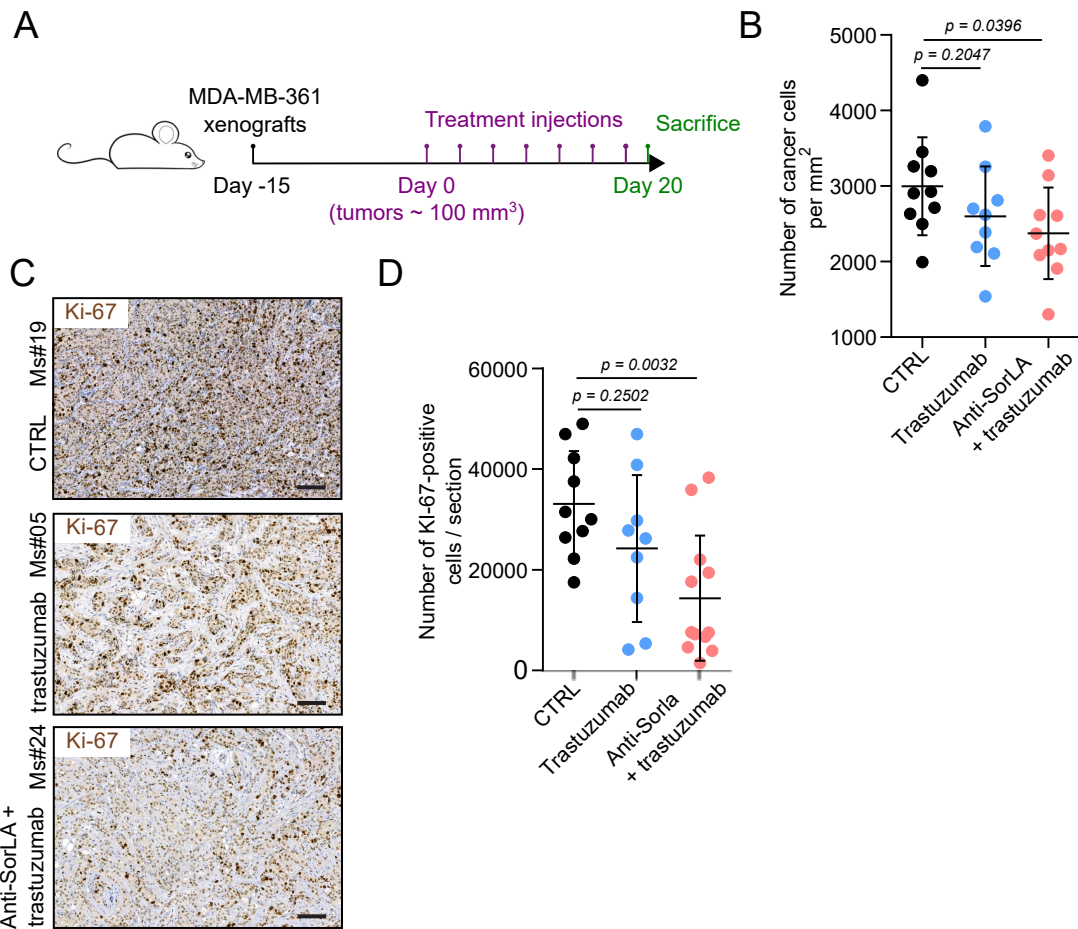 A
MDA-MB-361
xenografts
Treatment injections
Sacrifice
Day -15
Day 0
Day 20
(tumors ~ 100 mm³)
B
p = 0.0396
p = 0.2047
Number of cancer cells
per mm²
5000
4000
3000
2000
1000
CTRL
Trastuzumab
Anti-SorLA
+ trastuzumab
C
Ki-67
CTRL Ms#19
Ki-67
trastuzumab Ms#05
Ki-67
Anti-SorLA +
trastuzumab Ms#24
D
p = 0.0032
p = 0.2502
Number of KI-67-positive
cells / section
60000
40000
20000
0
CTRL
Trastuzumab
Anti-Sorla
+ trastuzumab